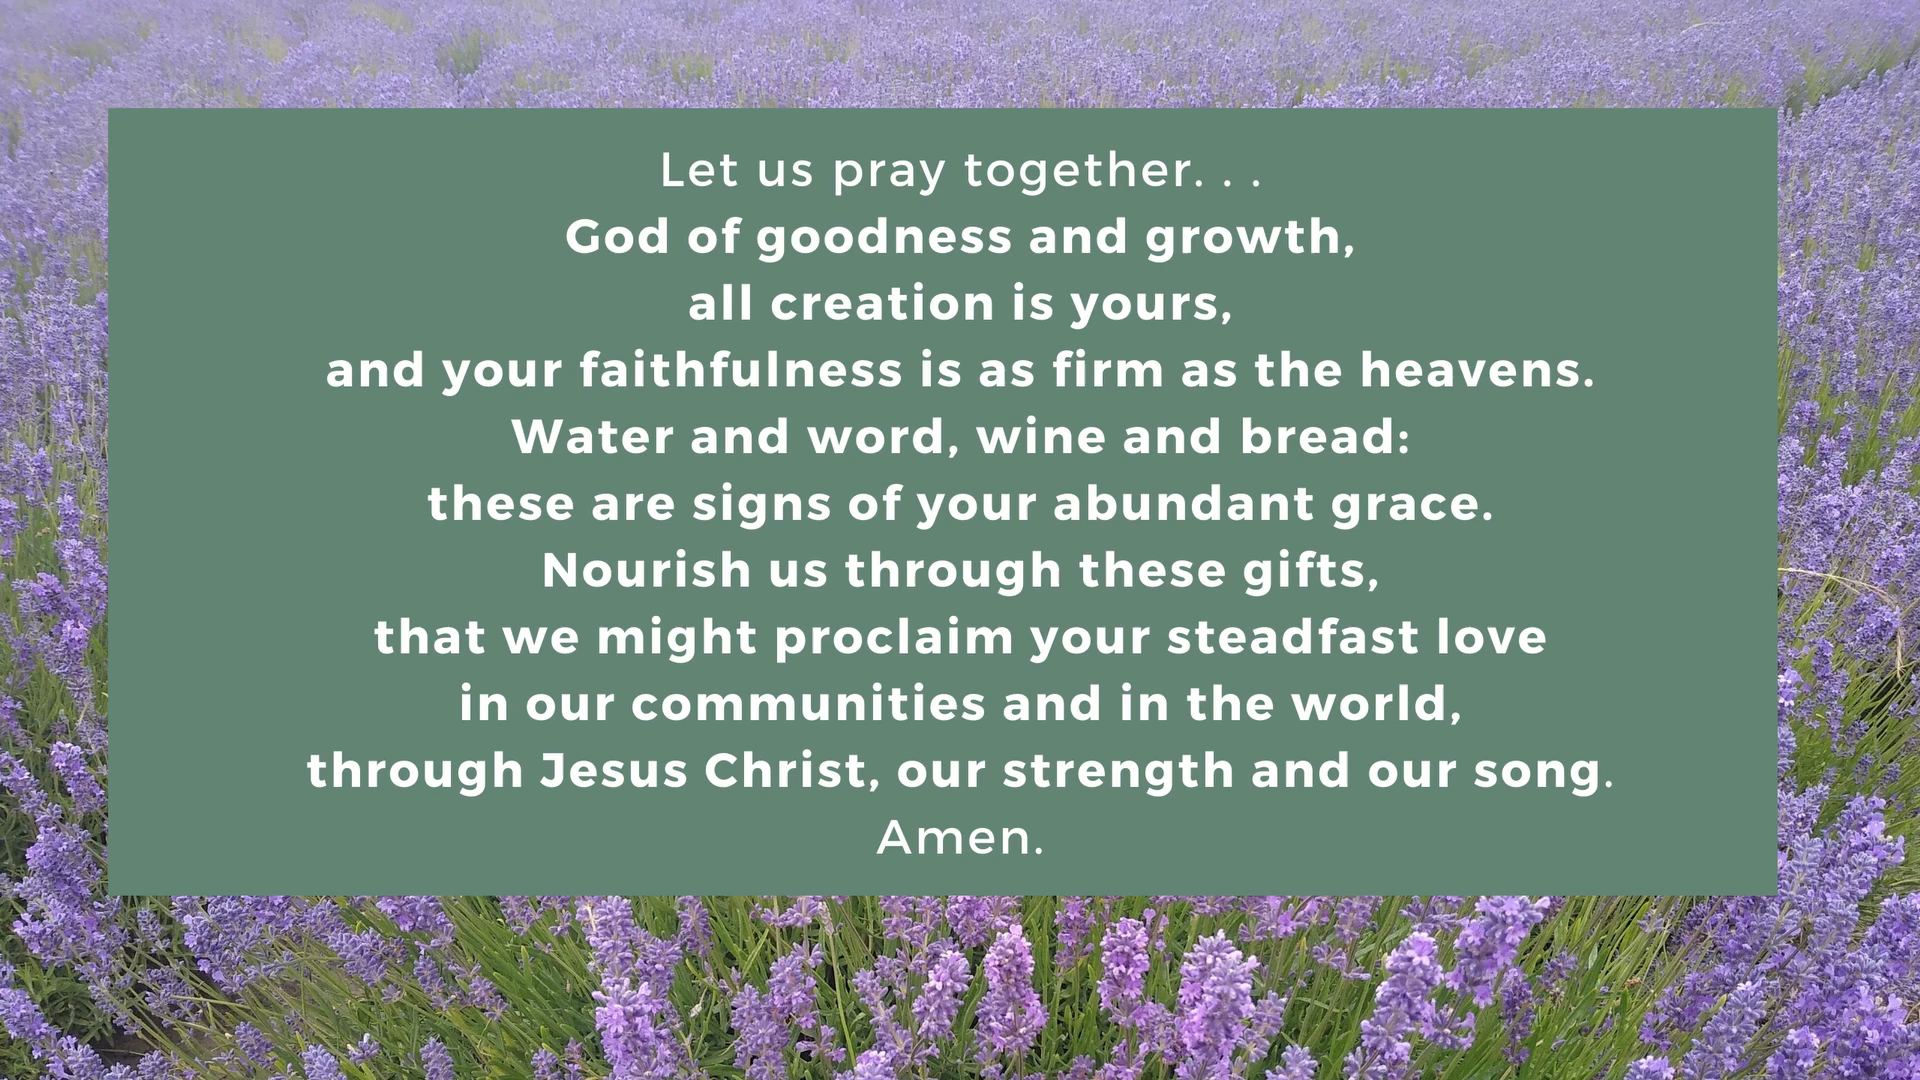 Let us pray together. . .
God of goodness and growth,
all creation is yours,
and your faithfulness is as firm as the heavens.
Water and word, wine and bread:
these are signs of your abundant grace.
Nourish us through these gifts,
that we might proclaim your steadfast love
in our communities and in the world,
through Jesus Christ, our strength and our song.
Amen.